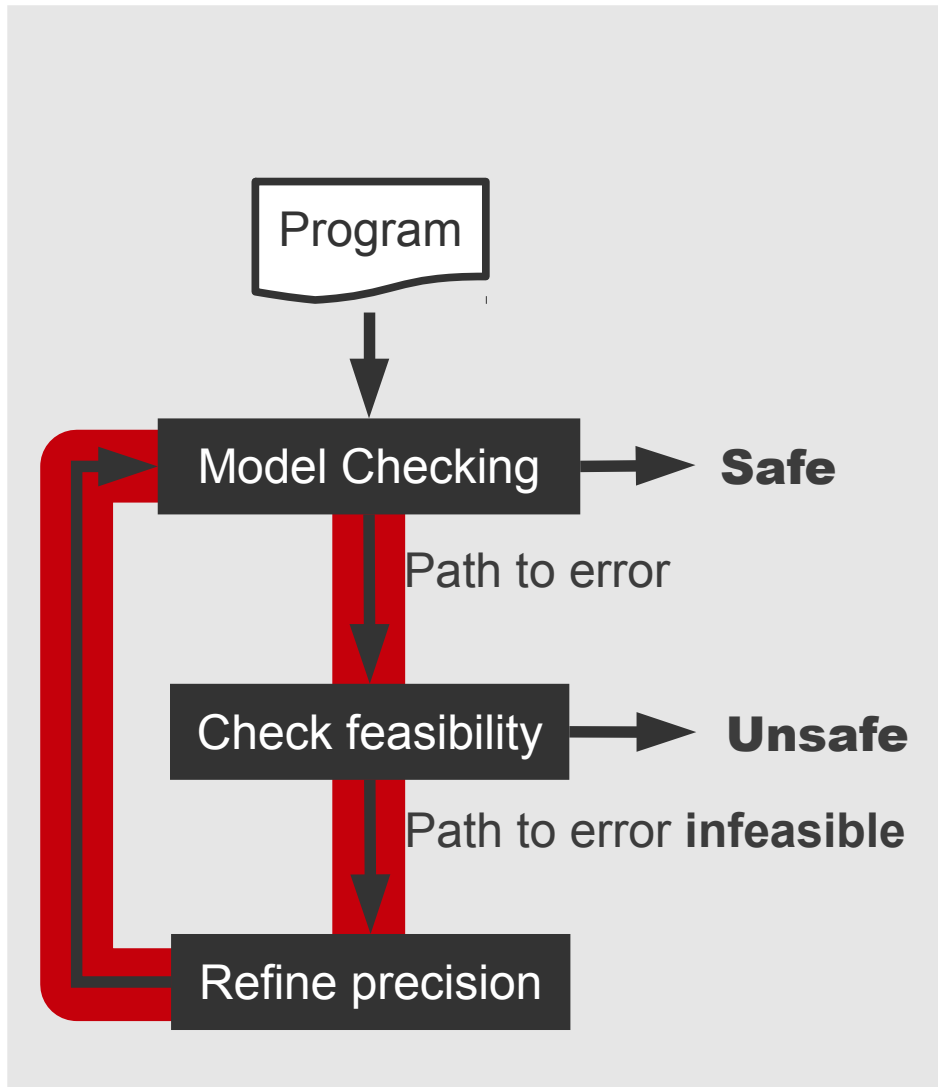 Program
Model Checking
Safe
Path to error
Check feasibility
Unsafe
Path to error infeasible
Refine precision